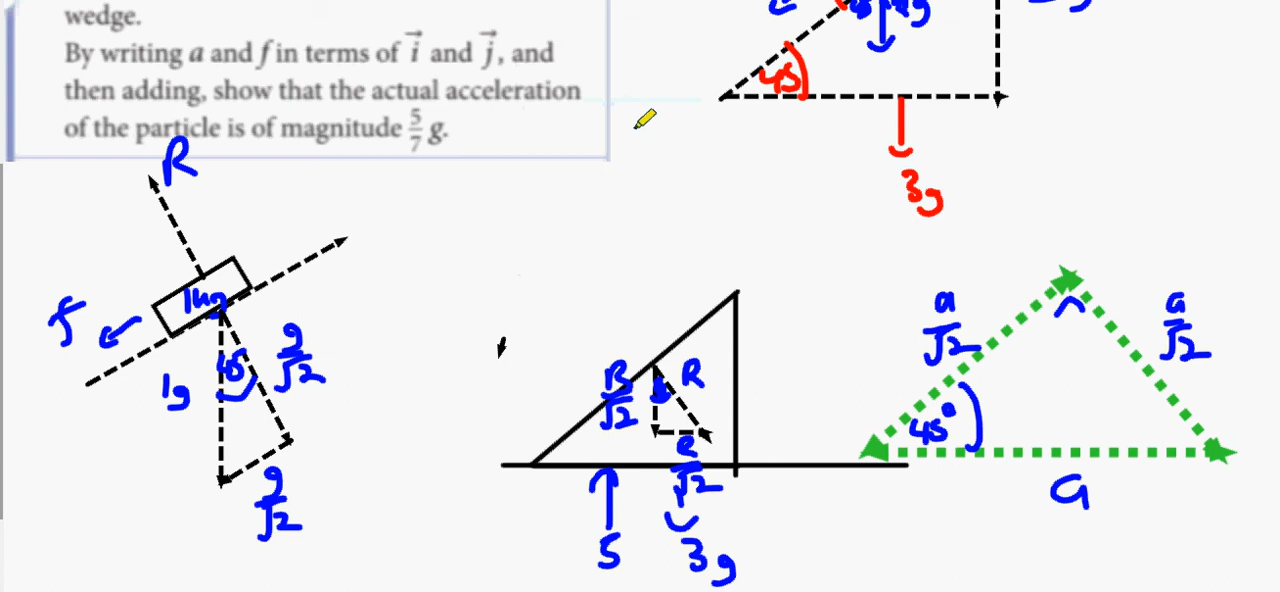 wedge.
By writing a and f in terms of i⃗ and j⃗, and
then adding, show that the actual acceleration
of the particle is of magnitude 5/7 g.
45
3g
R
1kg
f
1g
45
g/√2
g/√2
R/√2
R
R/√2
S
3g
a/√2
a/√2
45°
a